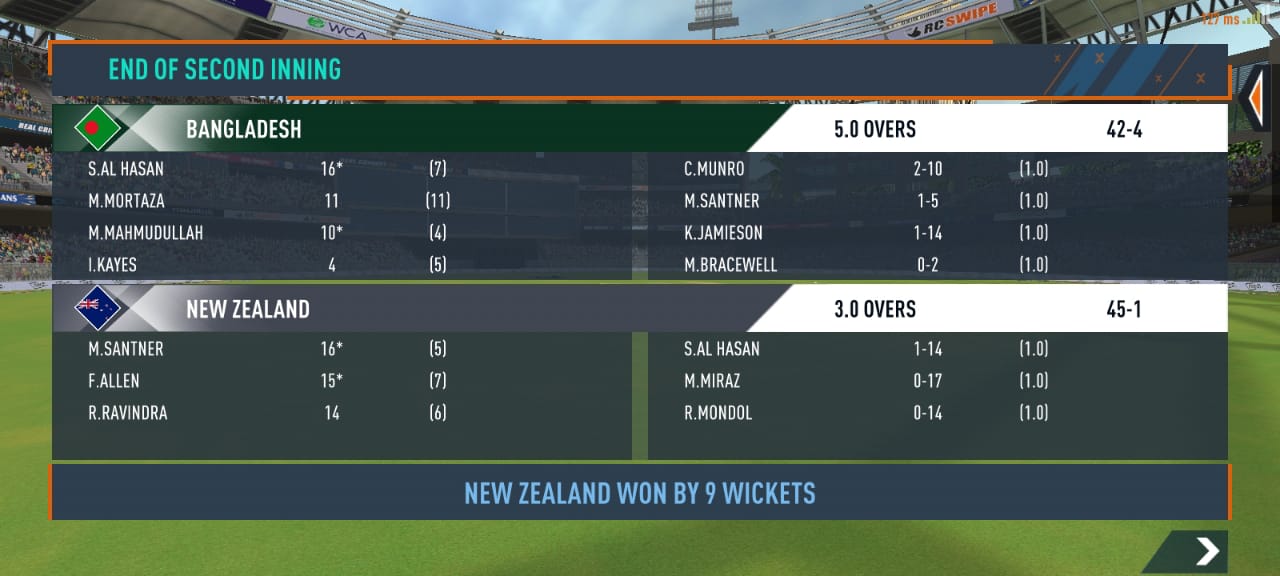 WCA
RC SWIPE
127 ms
END OF SECOND INNING
BANGLADESH 5.0 OVERS 42-4
S.AL HASAN 16* (7) C.MUNRO 2-10 (1.0)
M.MORTAZA 11 (11) M.SANTNER 1-5 (1.0)
M.MAHMUDULLAH 10* (4) K.JAMIESON 1-14 (1.0)
I.KAYES 4 (5) M.BRACEWELL 0-2 (1.0)
NEW ZEALAND 3.0 OVERS 45-1
M.SANTNER 16* (5) S.AL HASAN 1-14 (1.0)
F.ALLEN 15* (7) M.MIRAZ 0-17 (1.0)
R.RAVINDRA 14 (6) R.MONDOL 0-14 (1.0)
NEW ZEALAND WON BY 9 WICKETS